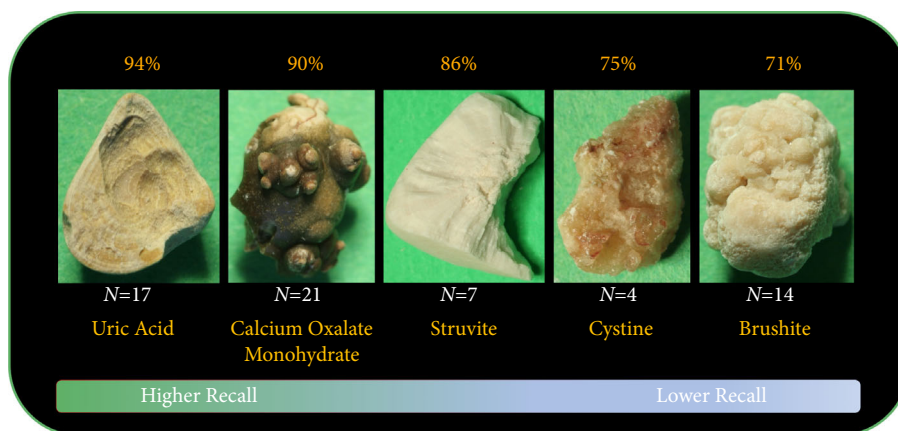 94% 90% 86% 75% 71%
N=17 N=21 N=7 N=4 N=14
Uric Acid Calcium Oxalate Struvite Cystine Brushite
Monohydrate
Higher Recall Lower Recall